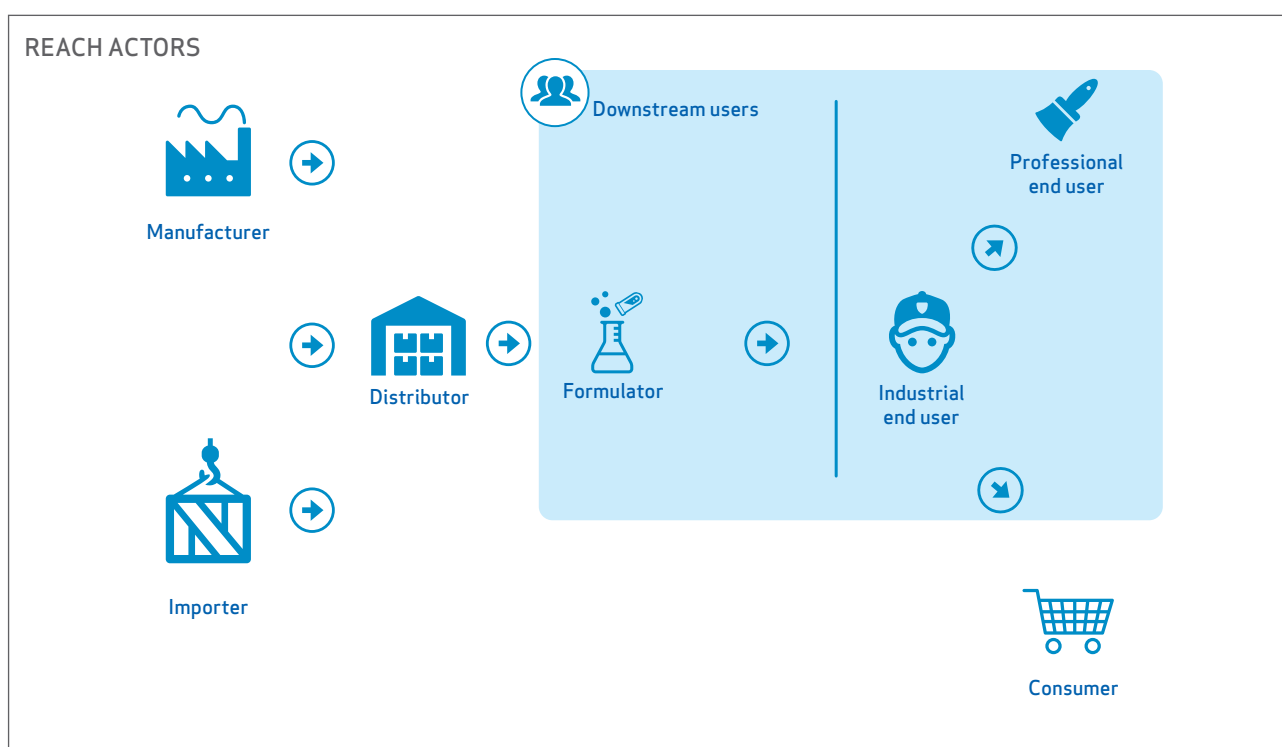 REACH ACTORS
Downstream users
Professional
end user
Manufacturer
Distributor
Formulator
Industrial
end user
Importer
Consumer